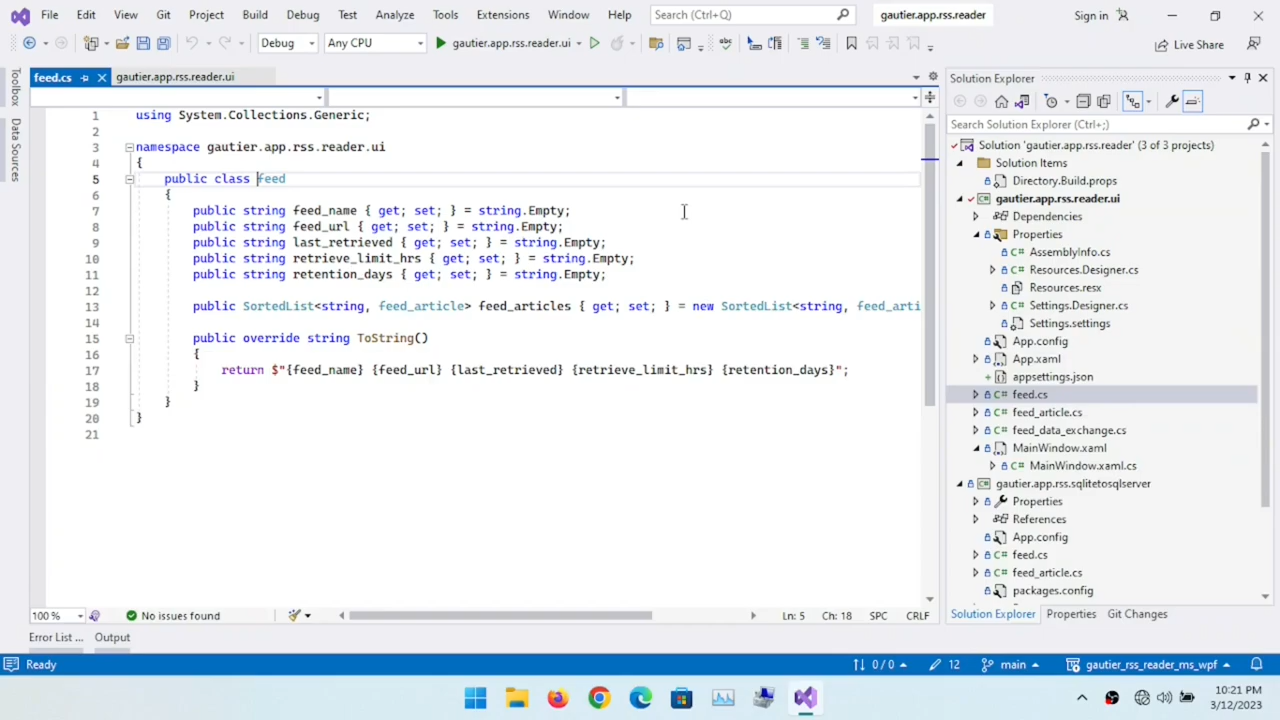 File Edit View Git Project Build Debug Test Analyze Tools Extensions Window Help Search (Ctrl+Q) gautier.app.rss.reader Sign in
Debug Any CPU gautier.app.rss.reader.ui Live Share
Toolbox
Data Sources
feed.cs gautier.app.rss.reader.ui
1 using System.Collections.Generic;
2
3 namespace gautier.app.rss.reader.ui
4 {
5 public class feed
6 {
7 public string feed_name { get; set; } = string.Empty;
8 public string feed_url { get; set; } = string.Empty;
9 public string last_retrieved { get; set; } = string.Empty;
10 public string retrieve_limit_hrs { get; set; } = string.Empty;
11 public string retention_days { get; set; } = string.Empty;
12
13 public SortedList<string, feed_article> feed_articles { get; set; } = new SortedList<string, feed_arti
14
15 public override string ToString()
16 {
17 return $"{feed_name} {feed_url} {last_retrieved} {retrieve_limit_hrs} {retention_days}";
18 }
19 }
20 }
21
100 % No issues found Ln: 5 Ch: 18 SPC CRLF
Error List ... Output
Solution Explorer
Search Solution Explorer (Ctrl+;)
Solution 'gautier.app.rss.reader' (3 of 3 projects)
Solution Items
Directory.Build.props
gautier.app.rss.reader.ui
Dependencies
Properties
C# AssemblyInfo.cs
C# Resources.Designer.cs
Resources.resx
C# Settings.Designer.cs
Settings.settings
App.config
App.xaml
appsettings.json
C# feed.cs
C# feed_article.cs
C# feed_data_exchange.cs
MainWindow.xaml
C# MainWindow.xaml.cs
gautier.app.rss.sqlitetosqlserver
Properties
References
App.config
C# feed.cs
C# feed_article.cs
packages.config
Solution Explorer Properties Git Changes
Ready 0 / 0 12 main gautier_rss_reader_ms_wpf
10:21 PM
3/12/2023